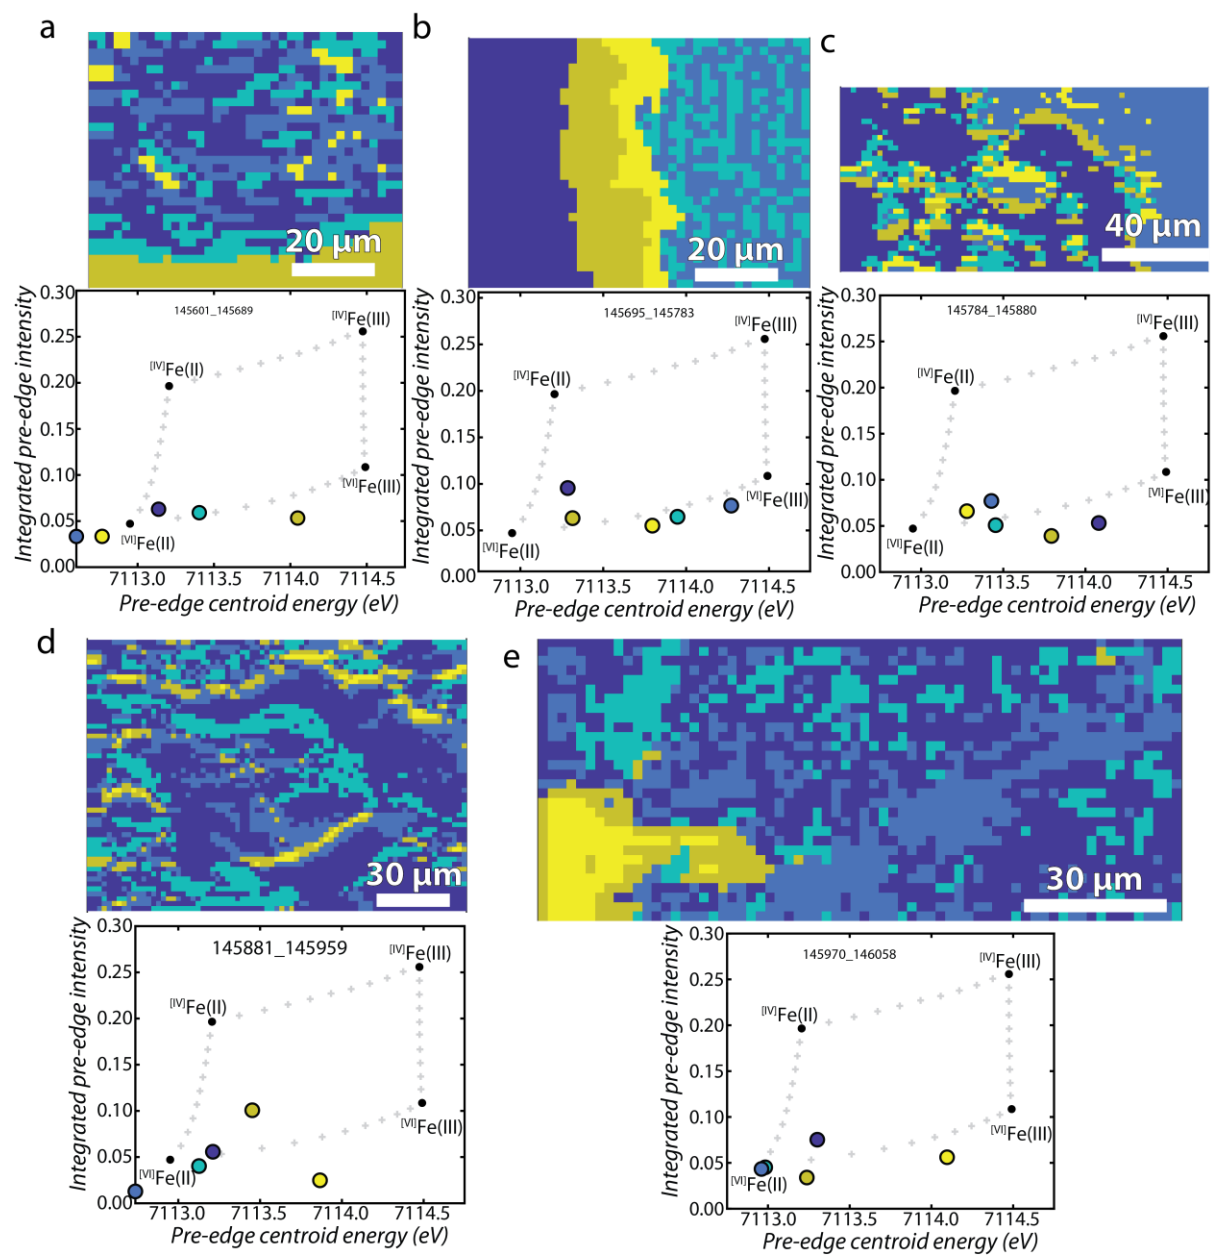 a
b
c
20 μm
20 μm
40 μm
Integrated pre-edge intensity
0.30
0.25
0.20
0.15
0.10
0.05
0.00
145601_145689
[IV]Fe(III)
[IV]Fe(II)
[VI]Fe(III)
[VI]Fe(II)
7113.0 7113.5 7114.0 7114.5
Pre-edge centroid energy (eV)
Integrated pre-edge intensity
0.30
0.25
0.20
0.15
0.10
0.05
0.00
145695_145783
[IV]Fe(III)
[IV]Fe(II)
[VI]Fe(III)
[VI]Fe(II)
7113.0 7113.5 7114.0 7114.5
Pre-edge centroid energy (eV)
Integrated pre-edge intensity
0.30
0.25
0.20
0.15
0.10
0.05
0.00
145784_145880
[IV]Fe(III)
[IV]Fe(II)
[VI]Fe(III)
[VI]Fe(II)
7113.0 7113.5 7114.0 7114.5
Pre-edge centroid energy (eV)
d
e
30 μm
30 μm
Integrated pre-edge intensity
0.30
0.25
0.20
0.15
0.10
0.05
0.00
145881_145959
[IV]Fe(III)
[IV]Fe(II)
[VI]Fe(III)
[VI]Fe(II)
7113.0 7113.5 7114.0 7114.5
Pre-edge centroid energy (eV)
Integrated pre-edge intensity
0.30
0.25
0.20
0.15
0.10
0.05
0.00
145970_146058
[IV]Fe(III)
[IV]Fe(II)
[VI]Fe(III)
[VI]Fe(II)
7113.0 7113.5 7114.0 7114.5
Pre-edge centroid energy (eV)